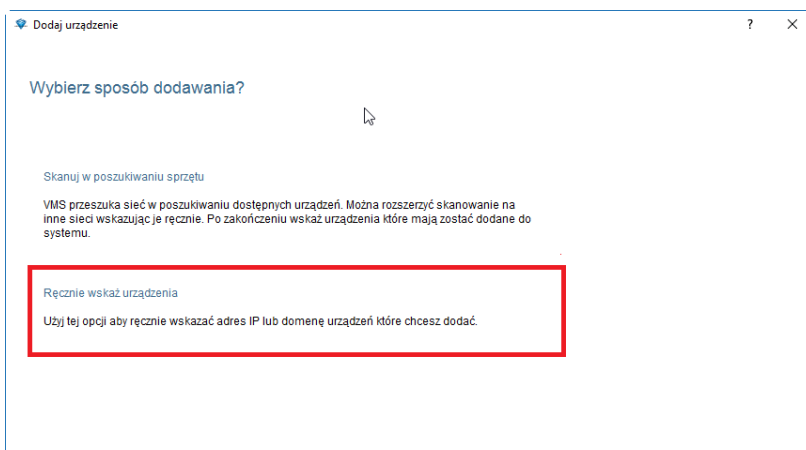 Dodaj urządzenie
?
Wybierz sposób dodawania?
Skanuj w poszukiwaniu sprzętu
VMS przeszuka sieć w poszukiwaniu dostępnych urządzeń. Można rozszerzyć skanowanie na
inne sieci wskazując je ręcznie. Po zakończeniu wskaż urządzenia które mają zostać dodane do
systemu.
Ręcznie wskaż urządzenia
Użyj tej opcji aby ręcznie wskazać adres IP lub domenę urządzeń które chcesz dodać.